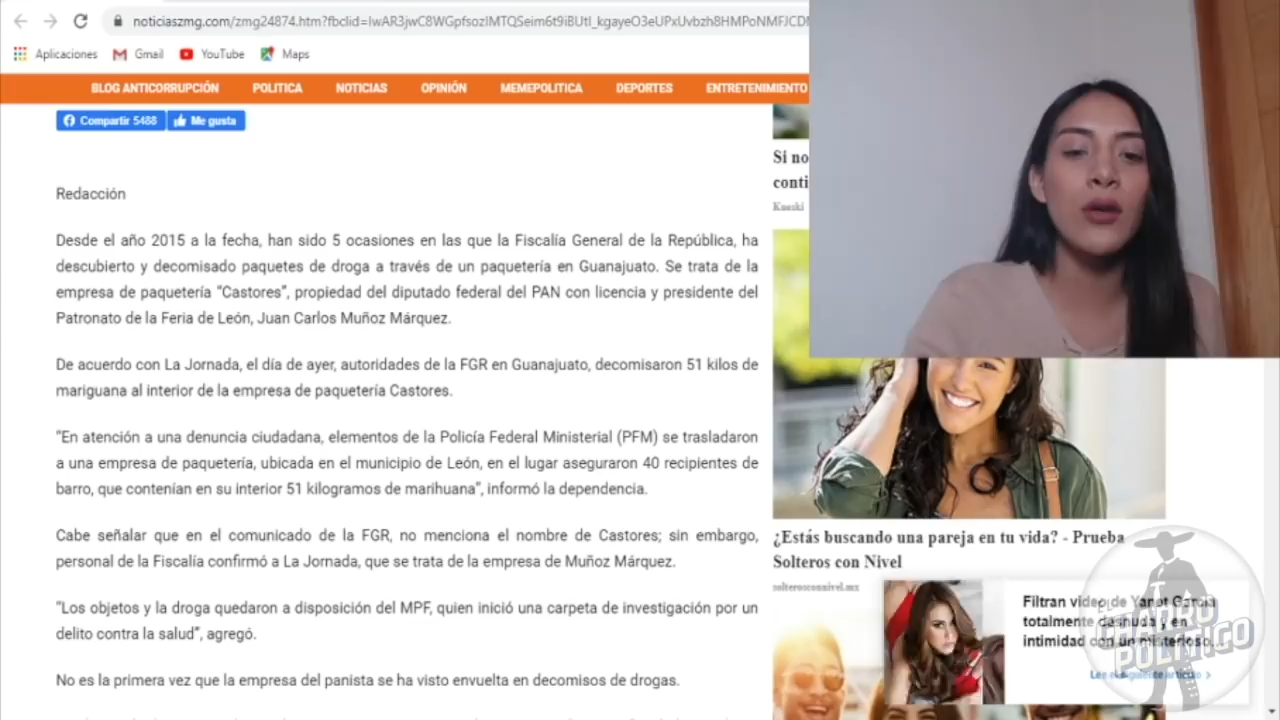 noticiaszmg.com/zmg24874.htm?fbclid=IwAR3jwC8WGpfsozIMTQSeim6t9iBUtI_kgayeO3eUPxUvbzh8HMPoNMFJCDM
Aplicaciones Gmail YouTube Maps
BLOG ANTICORRUPCIÓN POLITICA NOTICIAS OPINIÓN MEMEPOLITICA DEPORTES ENTRETENIMIENTO
Compartir 5488 Me gusta
Redacción
Desde el año 2015 a la fecha, han sido 5 ocasiones en las que la Fiscalía General de la República, ha
descubierto y decomisado paquetes de droga a través de un paquetería en Guanajuato. Se trata de la
empresa de paquetería “Castores”, propiedad del diputado federal del PAN con licencia y presidente del
Patronato de la Feria de León, Juan Carlos Muñoz Márquez.
De acuerdo con La Jornada, el día de ayer, autoridades de la FGR en Guanajuato, decomisaron 51 kilos de
mariguana al interior de la empresa de paquetería Castores.
“En atención a una denuncia ciudadana, elementos de la Policía Federal Ministerial (PFM) se trasladaron
a una empresa de paquetería, ubicada en el municipio de León, en el lugar aseguraron 40 recipientes de
barro, que contenían en su interior 51 kilogramos de marihuana”, informó la dependencia.
Cabe señalar que en el comunicado de la FGR, no menciona el nombre de Castores; sin embargo,
personal de la Fiscalía confirmó a La Jornada, que se trata de la empresa de Muñoz Márquez.
“Los objetos y la droga quedaron a disposición del MPF, quien inició una carpeta de investigación por un
delito contra la salud”, agregó.
No es la primera vez que la empresa del panista se ha visto envuelta en decomisos de drogas.
Si no
conti
Kueski
¿Estás buscando una pareja en tu vida? - Prueba
Solteros con Nivel
solterosconnivel.mx
Filtran video de Yanet García
totalmente desnuda y en
intimidad con un misterioso...
Lee el siguiente artículo >
EL CHARRO
POLÍTICO